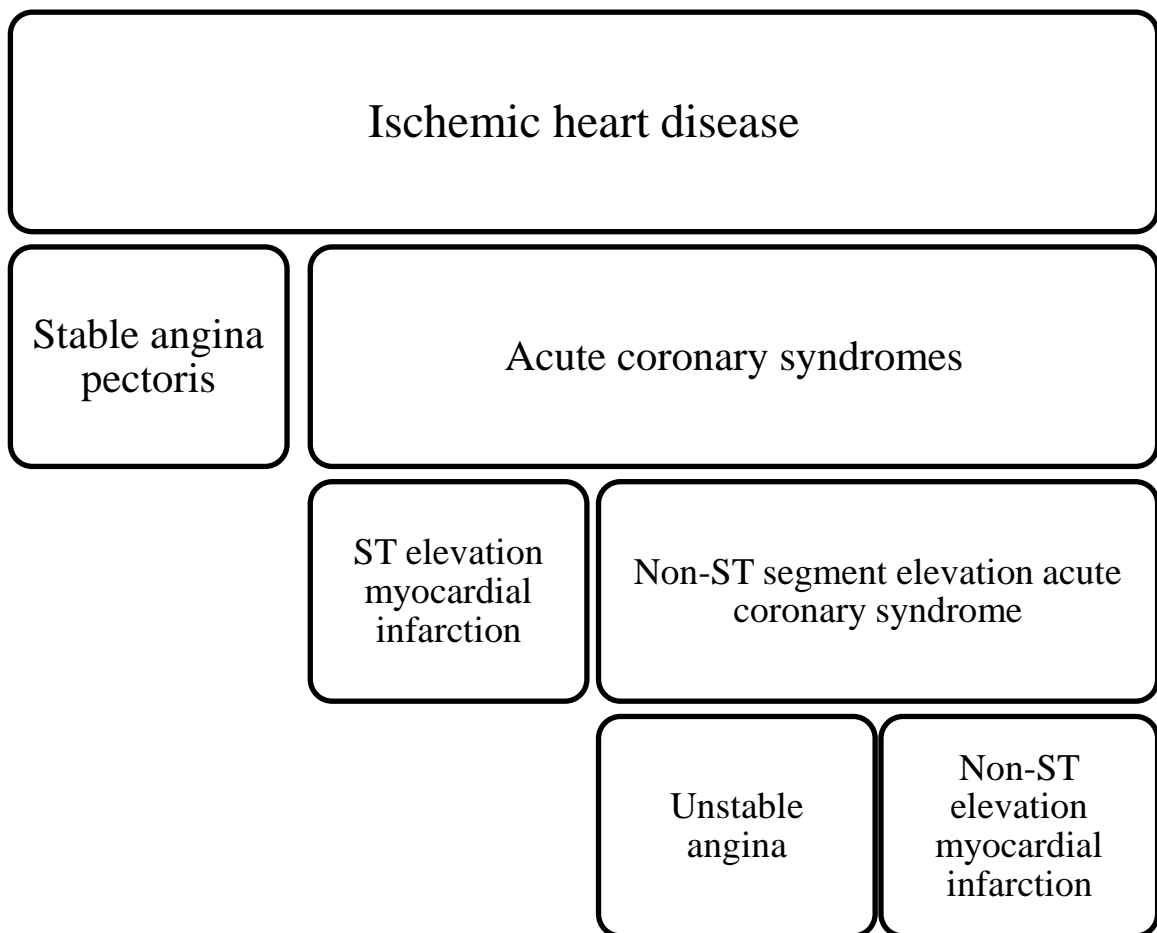 Ischemic heart disease
Stable angina
pectoris
Acute coronary syndromes
ST elevation
myocardial
infarction
Non-ST segment elevation acute
coronary syndrome
Unstable
angina
Non-ST
elevation
myocardial
infarction